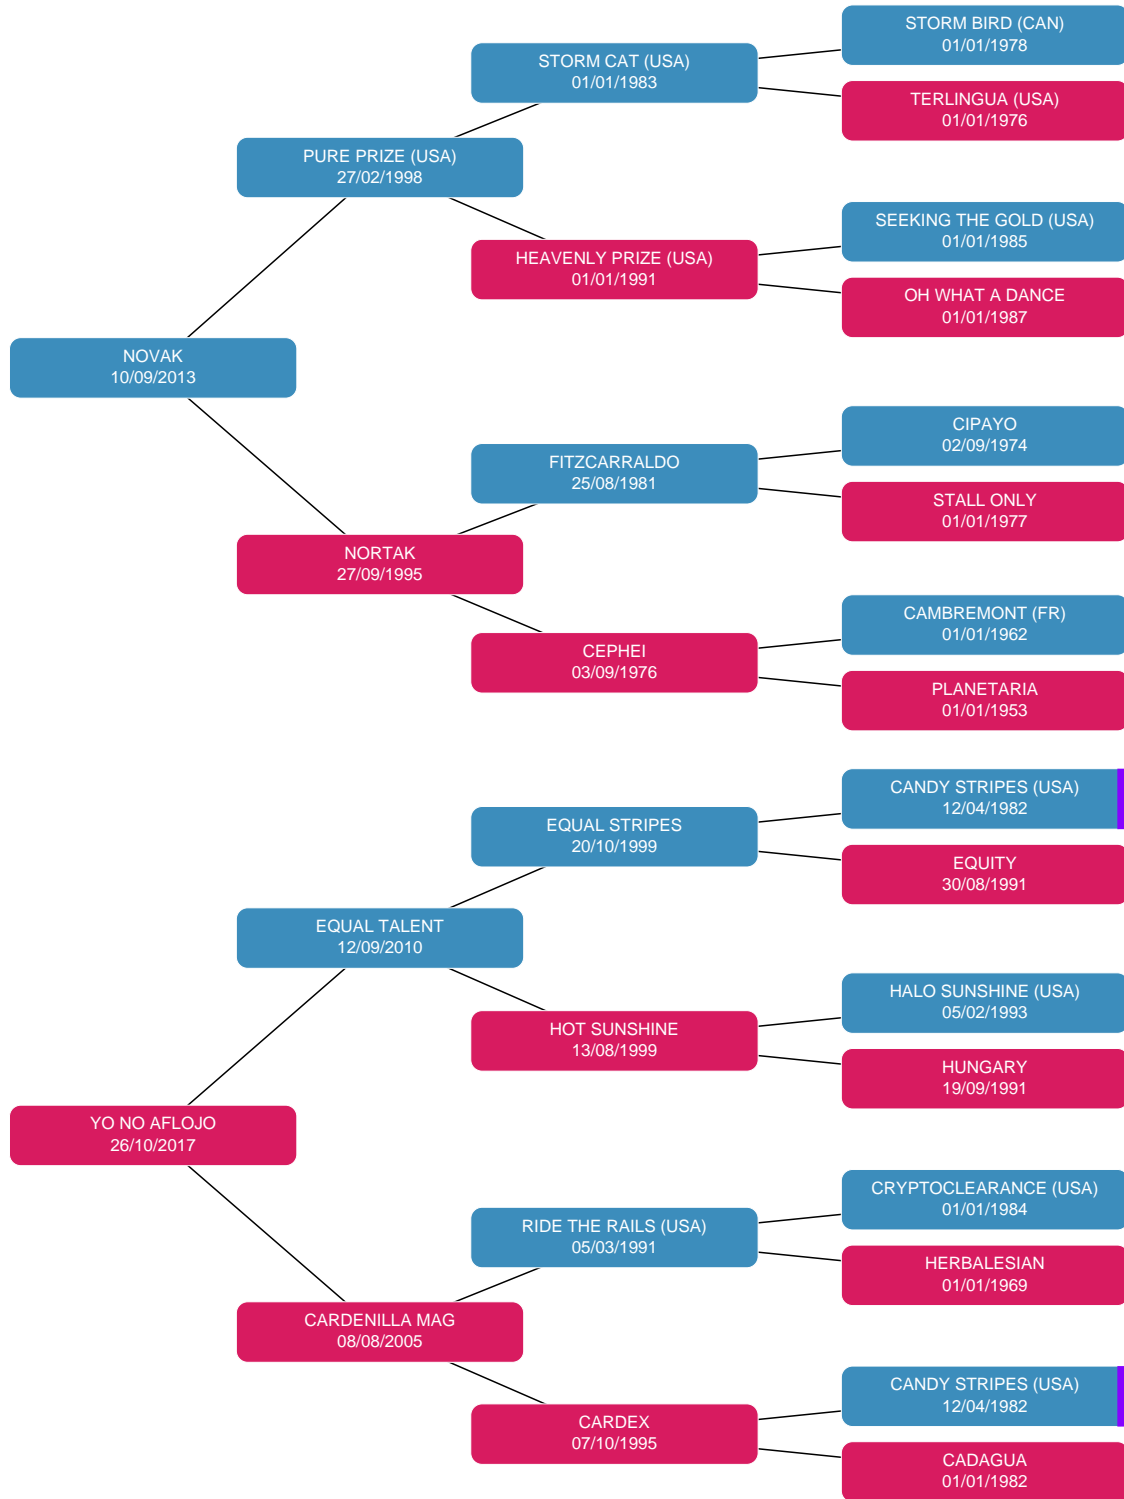 STORM BIRD (CAN)
01/01/1978
STORM CAT (USA)
01/01/1983
TERLINGUA (USA)
01/01/1976
PURE PRIZE (USA)
27/02/1998
SEEKING THE GOLD (USA)
01/01/1985
HEAVENLY PRIZE (USA)
01/01/1991
OH WHAT A DANCE
01/01/1987
NOVAK
10/09/2013
CIPAYO
02/09/1974
FITZCARRALDO
25/08/1981
STALL ONLY
01/01/1977
NORTAK
27/09/1995
CAMBREMONT (FR)
01/01/1962
CEPHEI
03/09/1976
PLANETARIA
01/01/1953
CANDY STRIPES (USA)
12/04/1982
EQUAL STRIPES
20/10/1999
EQUITY
30/08/1991
EQUAL TALENT
12/09/2010
HALO SUNSHINE (USA)
05/02/1993
HOT SUNSHINE
13/08/1999
HUNGARY
19/09/1991
YO NO AFLOJO
26/10/2017
CRYPTOCLEARANCE (USA)
01/01/1984
RIDE THE RAILS (USA)
05/03/1991
HERBALESIAN
01/01/1969
CARDENILLA MAG
08/08/2005
CANDY STRIPES (USA)
12/04/1982
CARDEX
07/10/1995
CADAGUA
01/01/1982